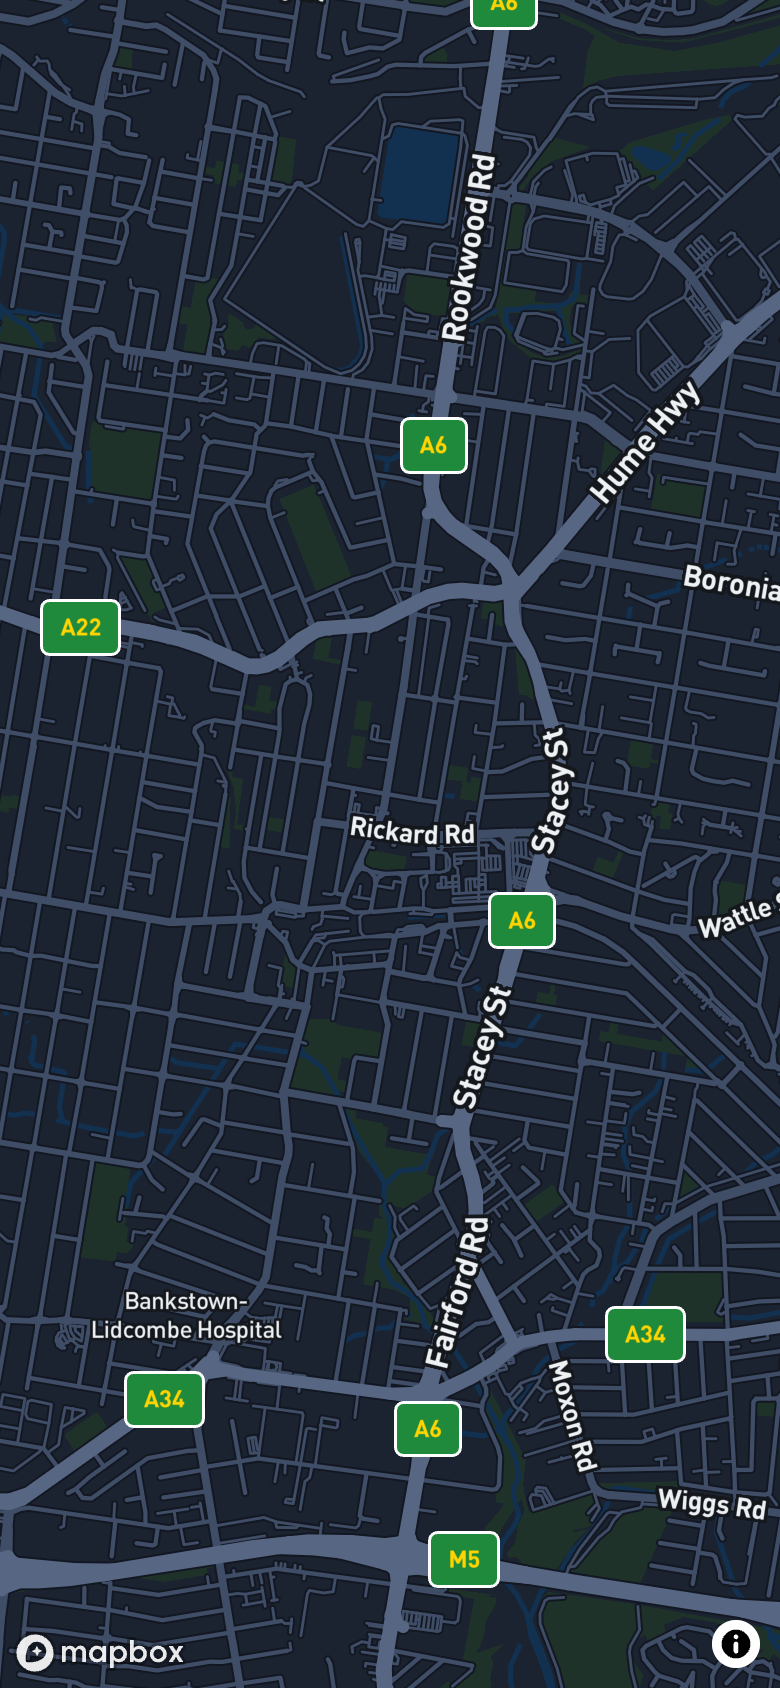 A6
Rookwood Rd
Hume Hwy
A6
Boronia
A22
Stacey St
Rickard Rd
A6
Wattle
Stacey St
Fairford Rd
Bankstown-
Lidcombe Hospital
A34
A34
Moxon Rd
A6
Wiggs Rd
M5
mapbox